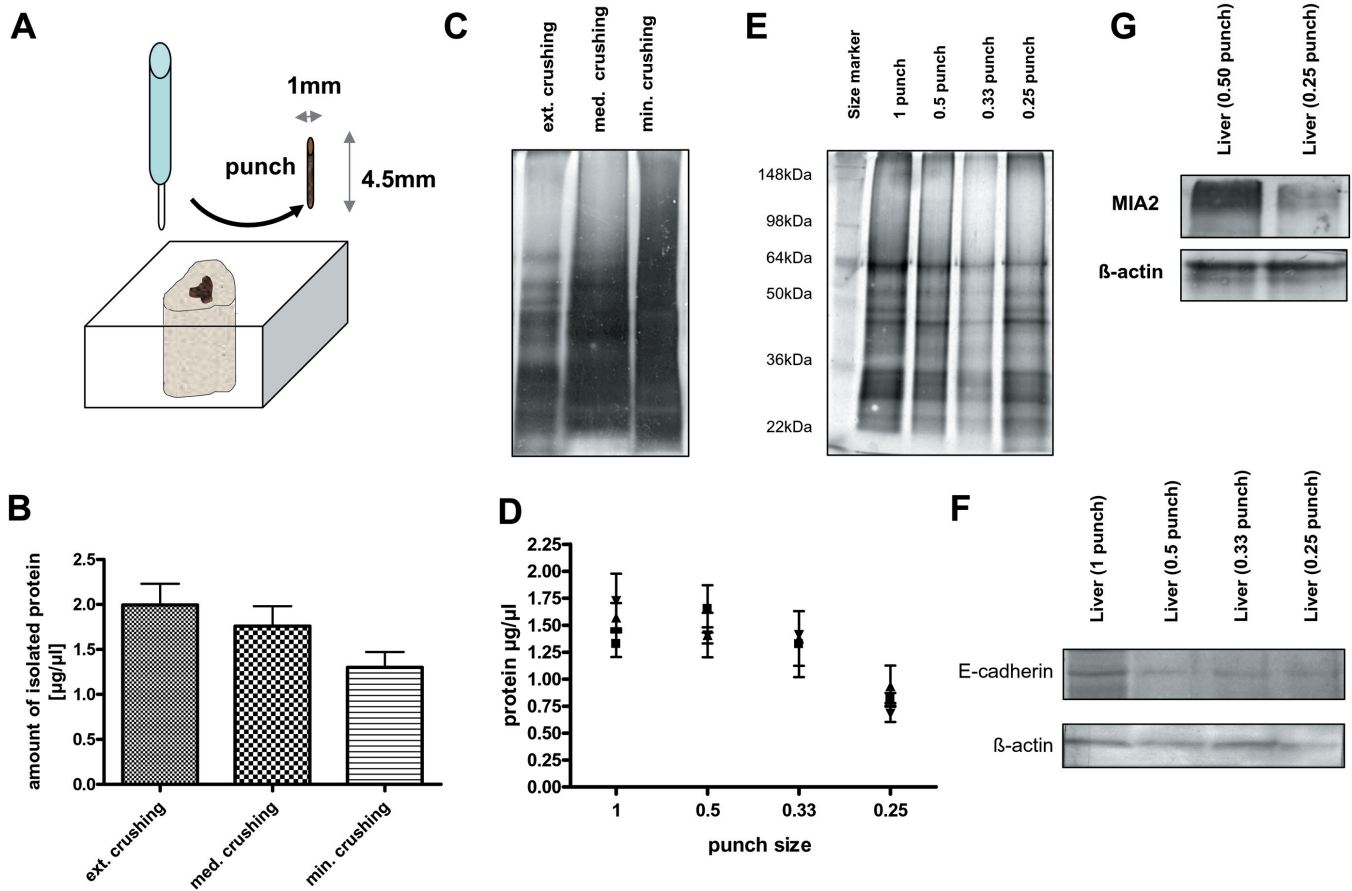 A
1mm
punch
4.5mm
B
amount of isolated protein
[µg/µl]
2.5
2.0
1.5
1.0
0.5
0.0
ext. crushing
med. crushing
min. crushing
C
ext. crushing
med. crushing
min. crushing
D
protein µg/µl
2.25
2.00
1.75
1.50
1.25
1.00
0.75
0.50
0.25
0.00
1
0.5
0.33
0.25
punch size
E
Size marker
1 punch
0.5 punch
0.33 punch
0.25 punch
148kDa
98kDa
64kDa
50kDa
36kDa
22kDa
F
Liver (1 punch)
Liver (0.5 punch)
Liver (0.33 punch)
Liver (0.25 punch)
E-cadherin
ß-actin
G
Liver (0.50 punch)
Liver (0.25 punch)
MIA2
ß-actin